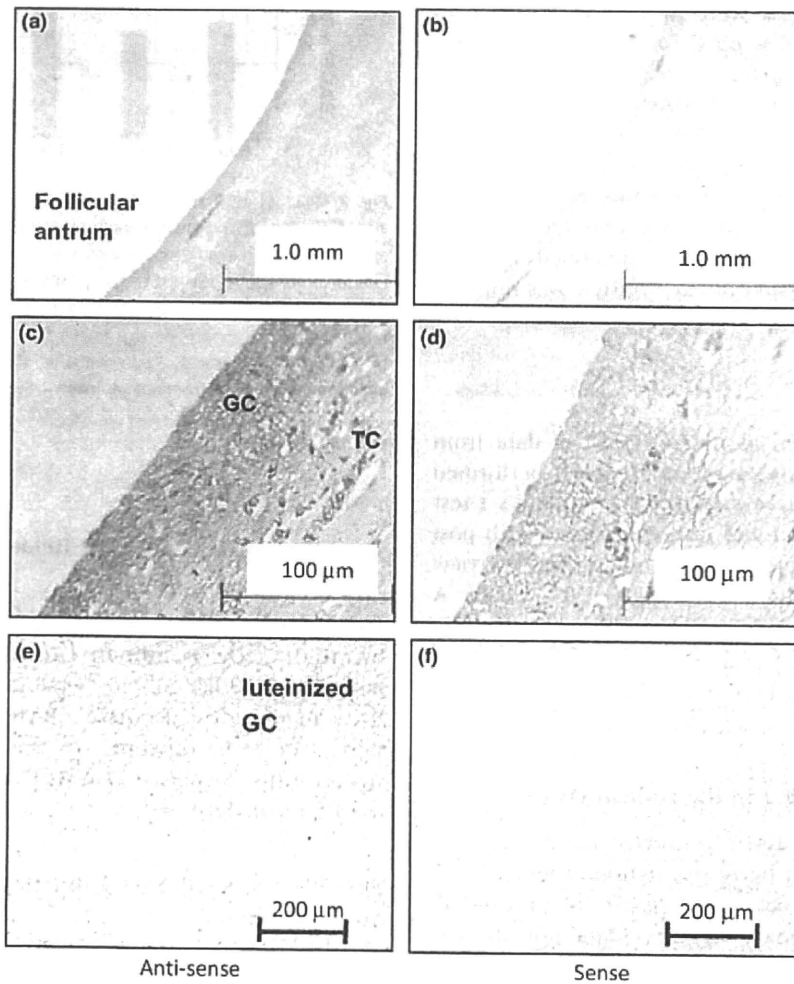 (a)
(b)
Follicular
antrum
1.0 mm
1.0 mm
(c)
(d)
GC
TC
100 μm
100 μm
(e)
(f)
luteinized
GC
200 μm
200 μm
Anti-sense
Sense